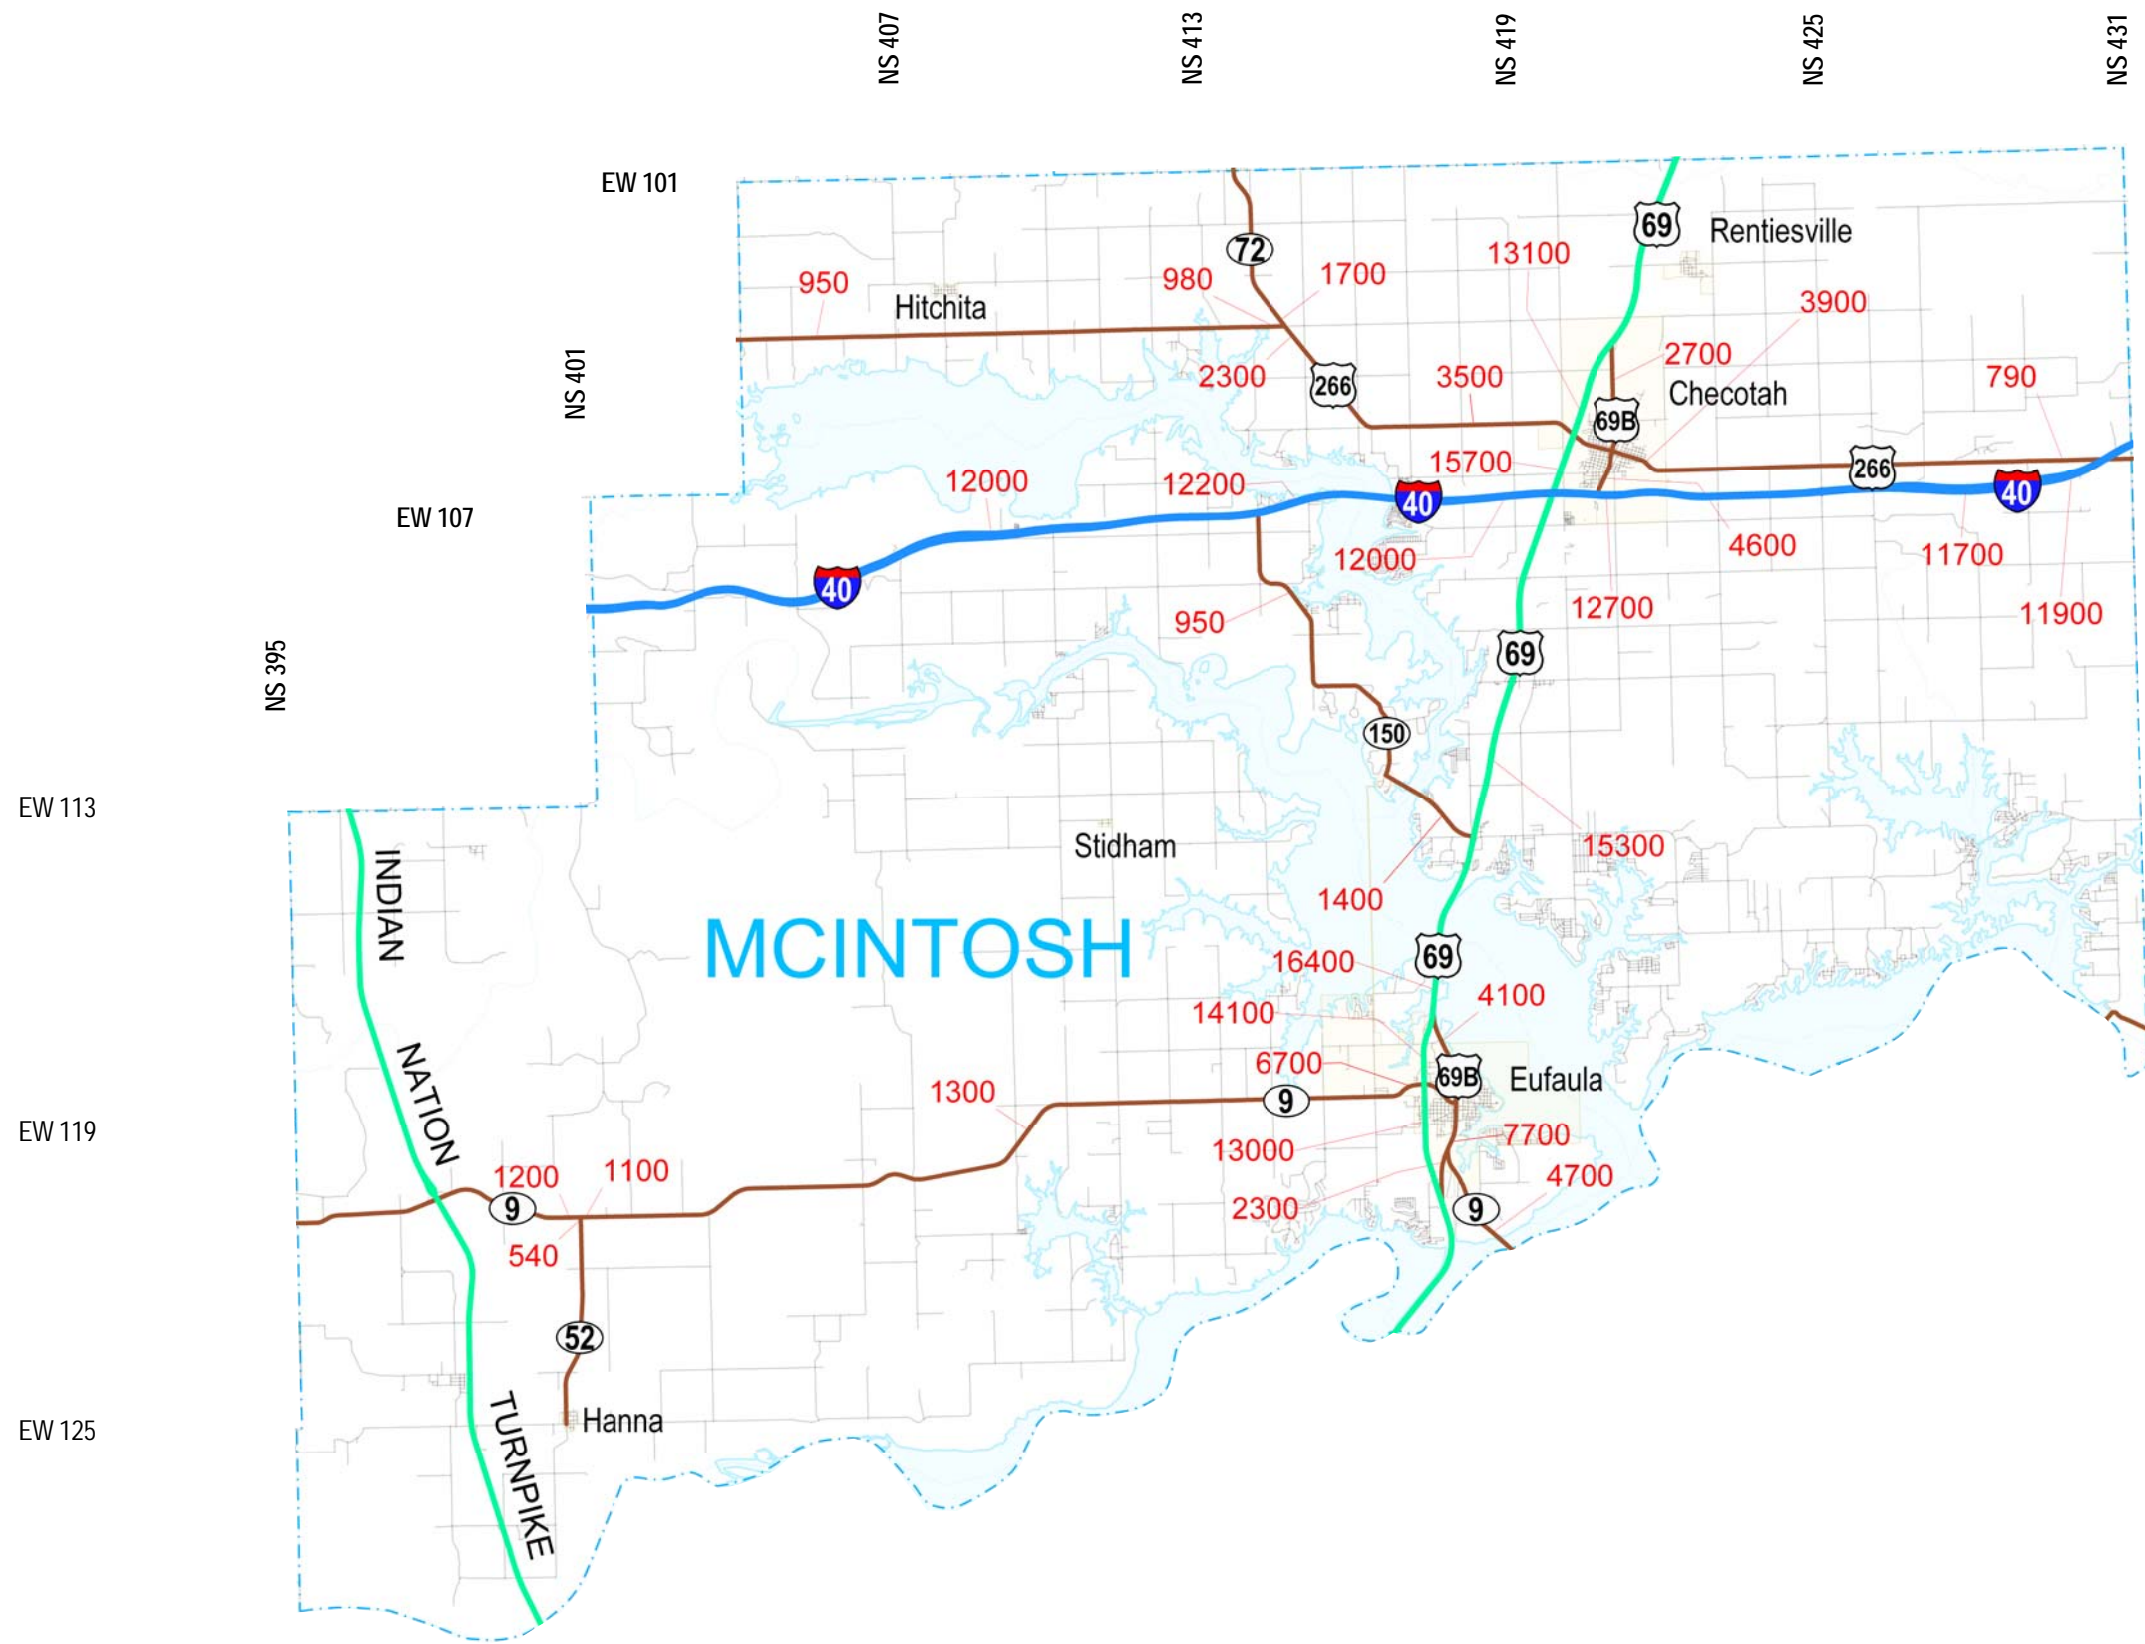 NS 407
NS 413
NS 419
NS 425
NS 431
EW 101
69
Rentiesville
72
13100
950
980
1700
3900
Hitchita
2700
NS 401
2300
266
3500
Checotah
790
69B
15700
266
12000
12200
40
40
EW 107
12000
4600
11700
40
950
12700
11900
69
NS 395
150
EW 113
INDIAN
Stidham
15300
1400
MCINTOSH
69
16400
4100
14100
NATION
6700
69B
Eufaula
1300
9
EW 119
13000
7700
1200
1100
4700
9
2300
9
540
52
TURNPIKE
Hanna
EW 125